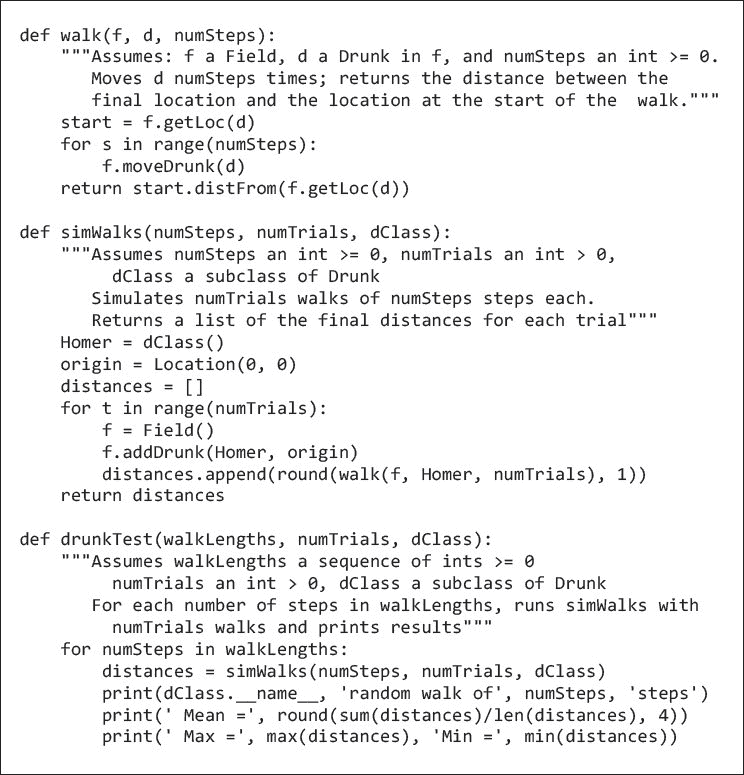 def walk(f, d, numSteps):
    """Assumes: f a Field, d a Drunk in f, and numSteps an int >= 0.
       Moves d numSteps times; returns the distance between the
       final location and the location at the start of the  walk."""
    start = f.getLoc(d)
    for s in range(numSteps):
        f.moveDrunk(d)
    return start.distFrom(f.getLoc(d))

def simWalks(numSteps, numTrials, dClass):
    """Assumes numSteps an int >= 0, numTrials an int > 0,
         dClass a subclass of Drunk
       Simulates numTrials walks of numSteps steps each.
       Returns a list of the final distances for each trial"""
    Homer = dClass()
    origin = Location(0, 0)
    distances = []
    for t in range(numTrials):
        f = Field()
        f.addDrunk(Homer, origin)
        distances.append(round(walk(f, Homer, numTrials), 1))
    return distances

def drunkTest(walkLengths, numTrials, dClass):
    """Assumes walkLengths a sequence of ints >= 0
         numTrials an int > 0, dClass a subclass of Drunk
       For each number of steps in walkLengths, runs simWalks with
         numTrials walks and prints results"""
    for numSteps in walkLengths:
        distances = simWalks(numSteps, numTrials, dClass)
        print(dClass.__name__, 'random walk of', numSteps, 'steps')
        print(' Mean =', round(sum(distances)/len(distances), 4))
        print(' Max =', max(distances), 'Min =', min(distances))